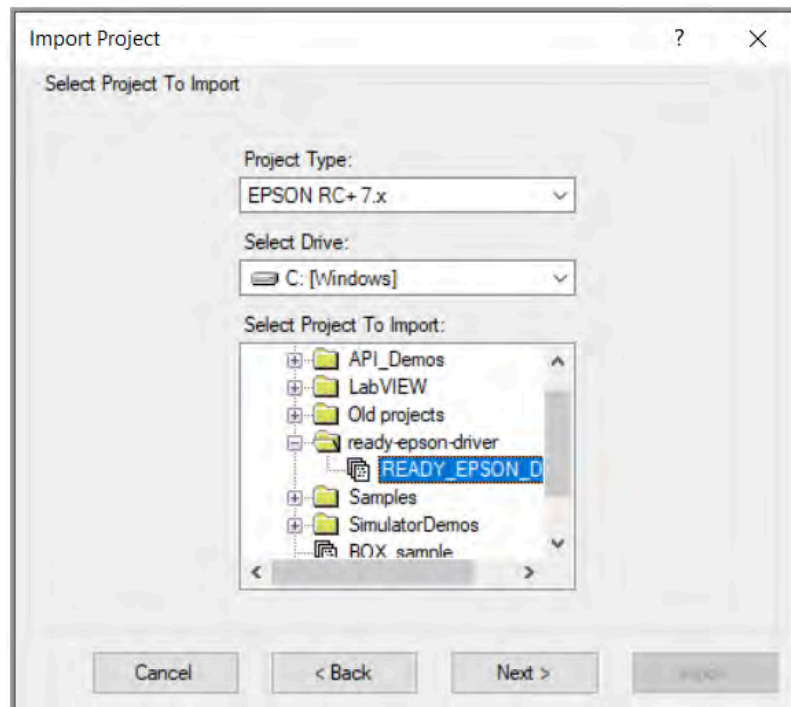 Import Project
?
Select Project To Import
Project Type:
EPSON RC+ 7.x
Select Drive:
C: [Windows]
Select Project To Import:
API_Demos
LabVIEW
Old projects
ready-epson-driver
READY_EPSON_D
Samples
SimulatorDemos
BOX_sample
Cancel
< Back
Next >